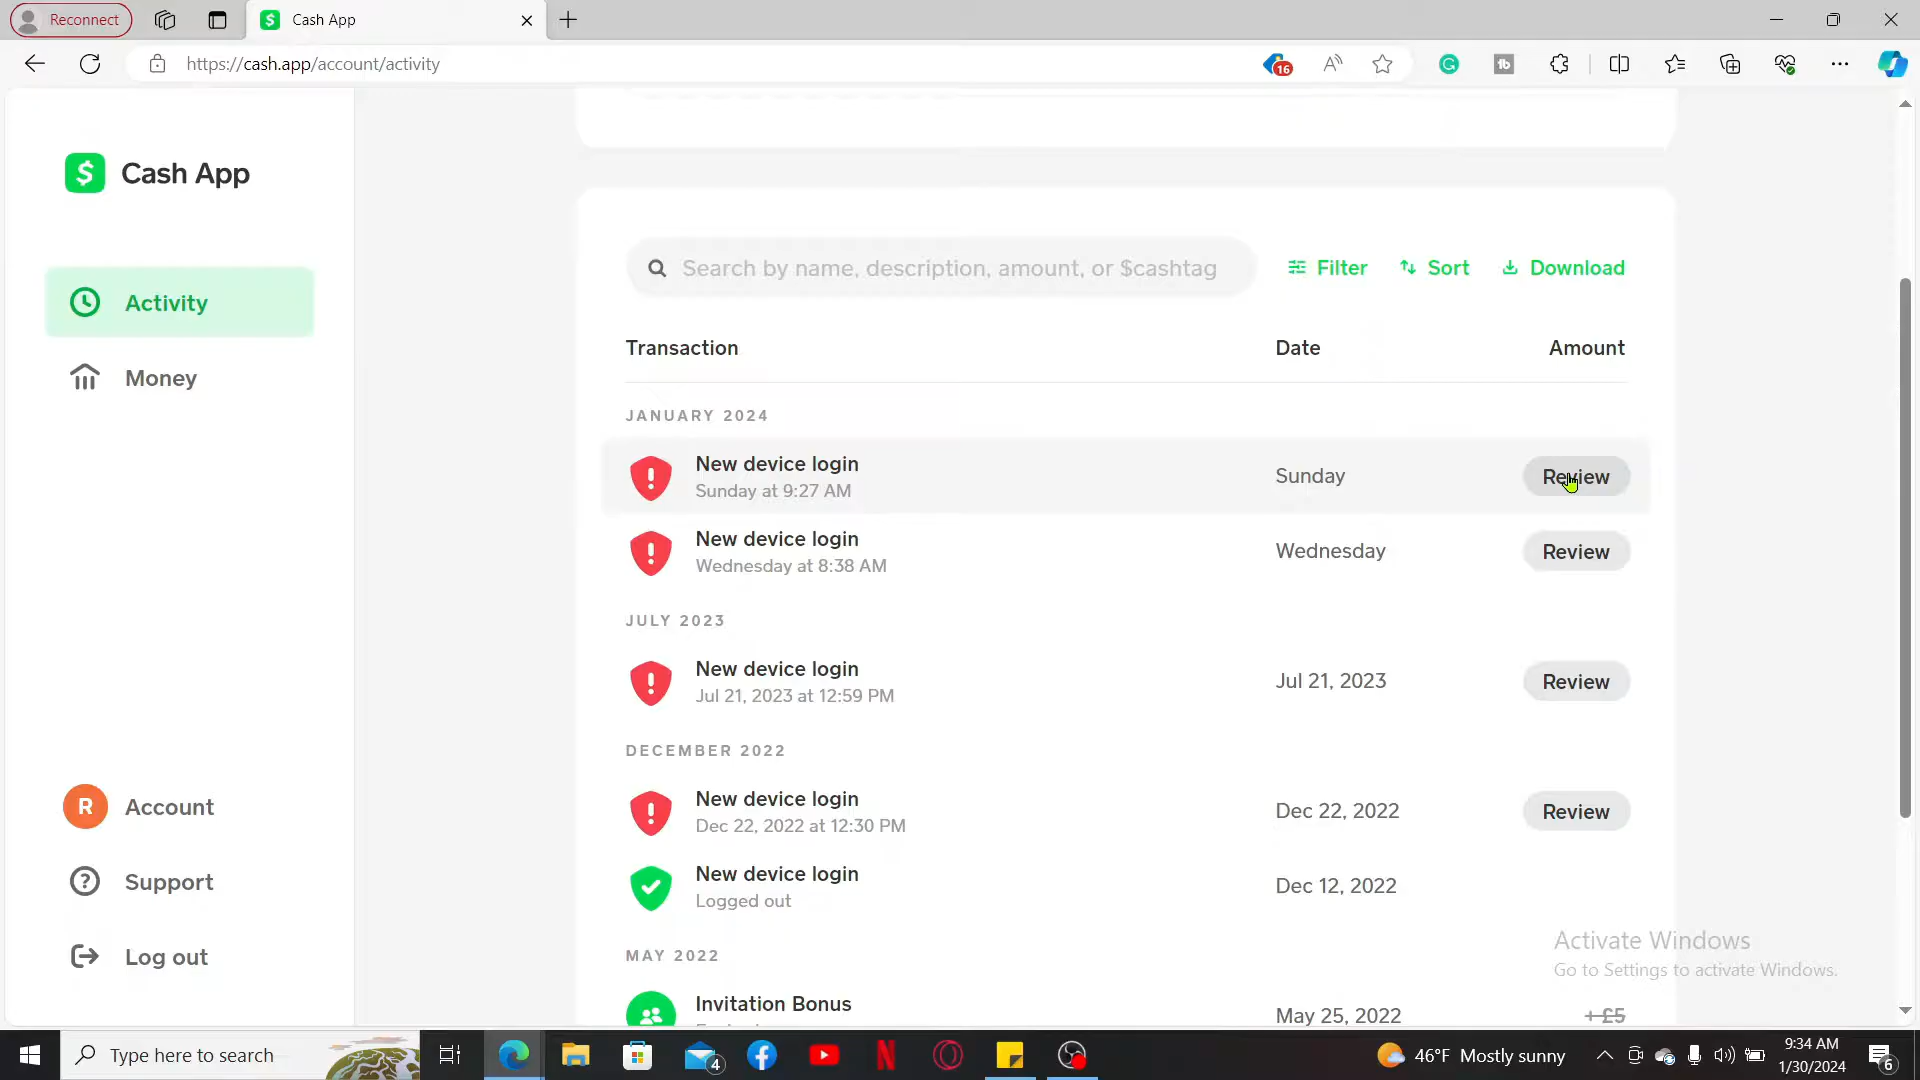 Reconnect
Cash App
https://cash.app/account/activity
16
Cash App
Activity
Money
Account
R
Support
Log out
Search by name, description, amount, or $cashtag
Filter
Sort
Download
Transaction
Date
Amount
JANUARY 2024
New device login
Sunday at 9:27 AM
Sunday
Review
New device login
Wednesday at 8:38 AM
Wednesday
Review
JULY 2023
New device login
Jul 21, 2023 at 12:59 PM
Jul 21, 2023
Review
DECEMBER 2022
New device login
Dec 22, 2022 at 12:30 PM
Dec 22, 2022
Review
New device login
Logged out
Dec 12, 2022
MAY 2022
Invitation Bonus
May 25, 2022
+£5
Activate Windows
Go to Settings to activate Windows.
Type here to search
4
46°F Mostly sunny
9:34 AM
1/30/2024
6